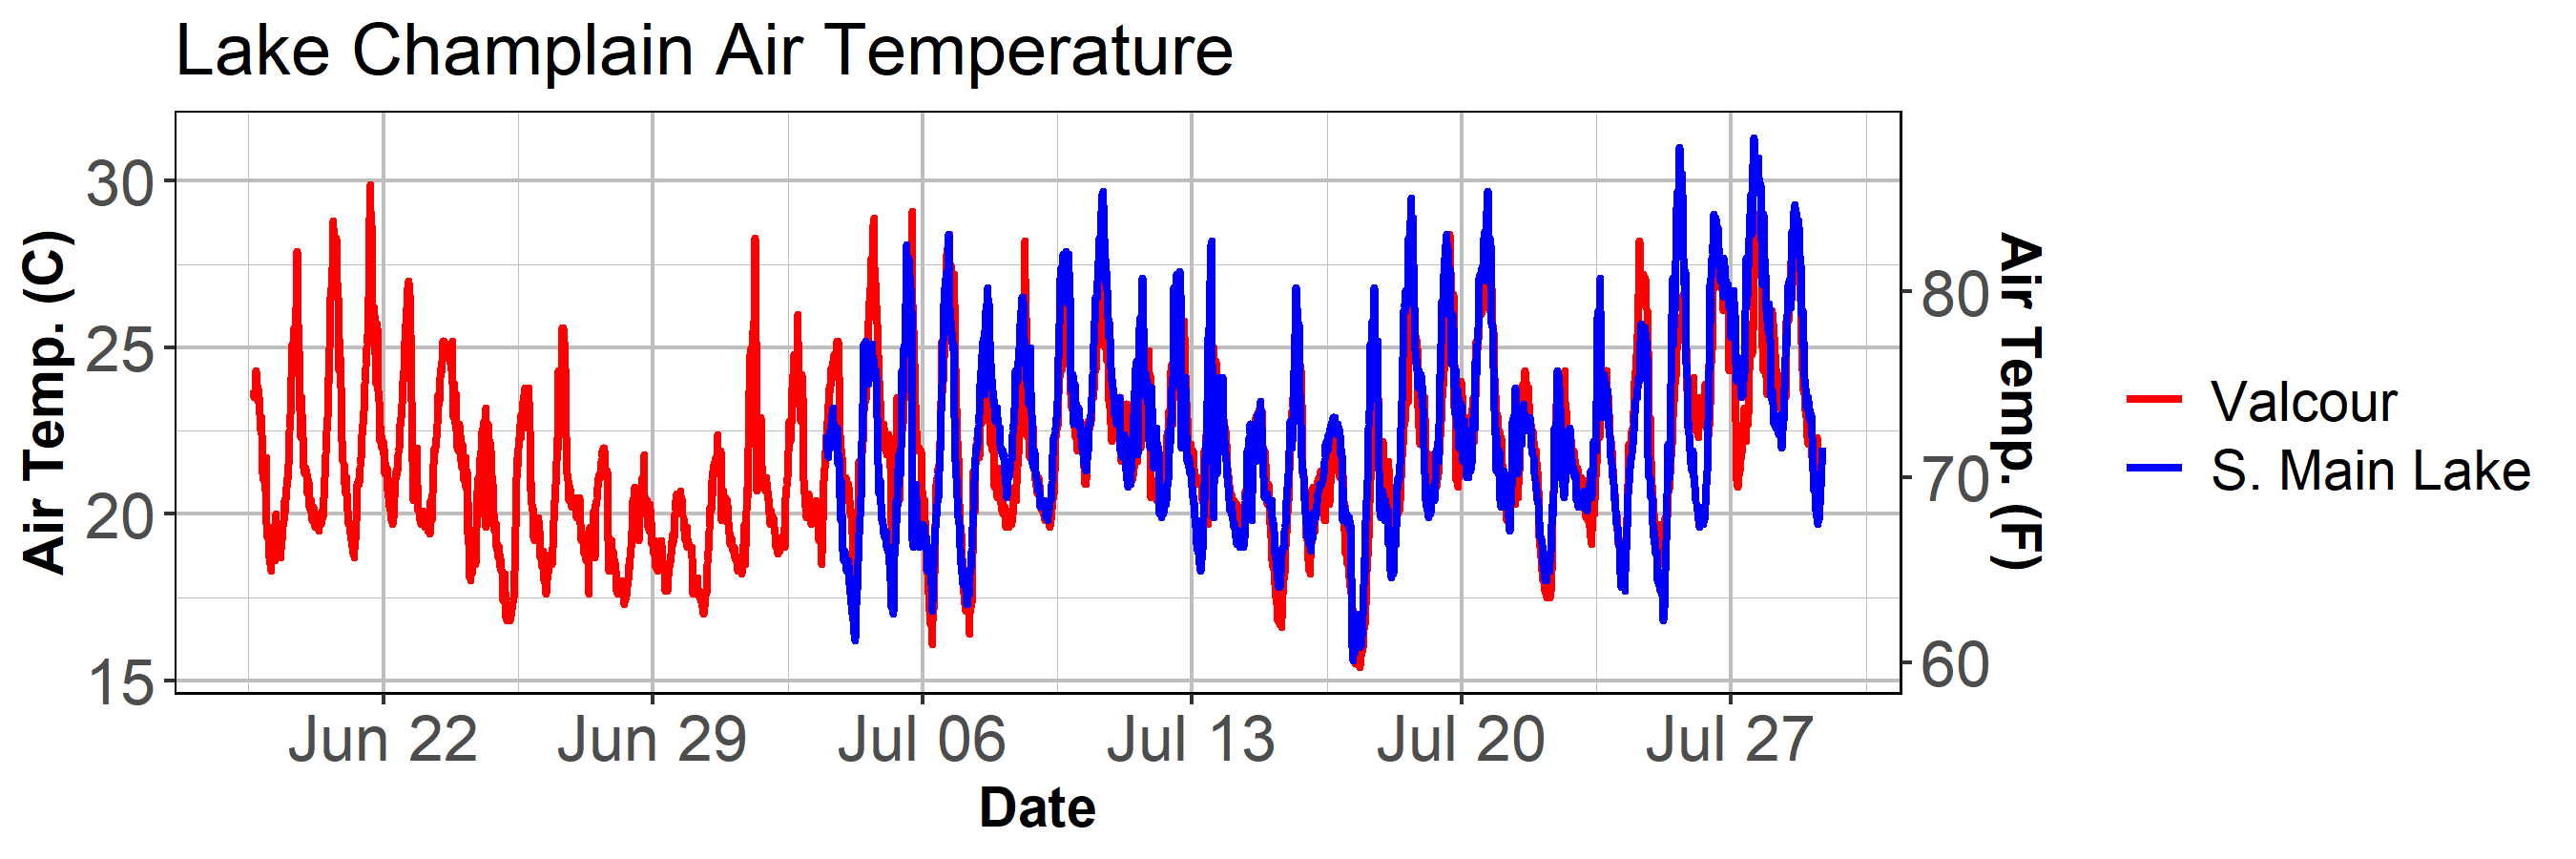 Lake Champlain Air Temperature
Air Temp. (C)
30
25
20
15
Air Temp. (F)
80
70
60
Jun 22
Jun 29
Jul 06
Jul 13
Jul 20
Jul 27
Date
Valcour
S. Main Lake